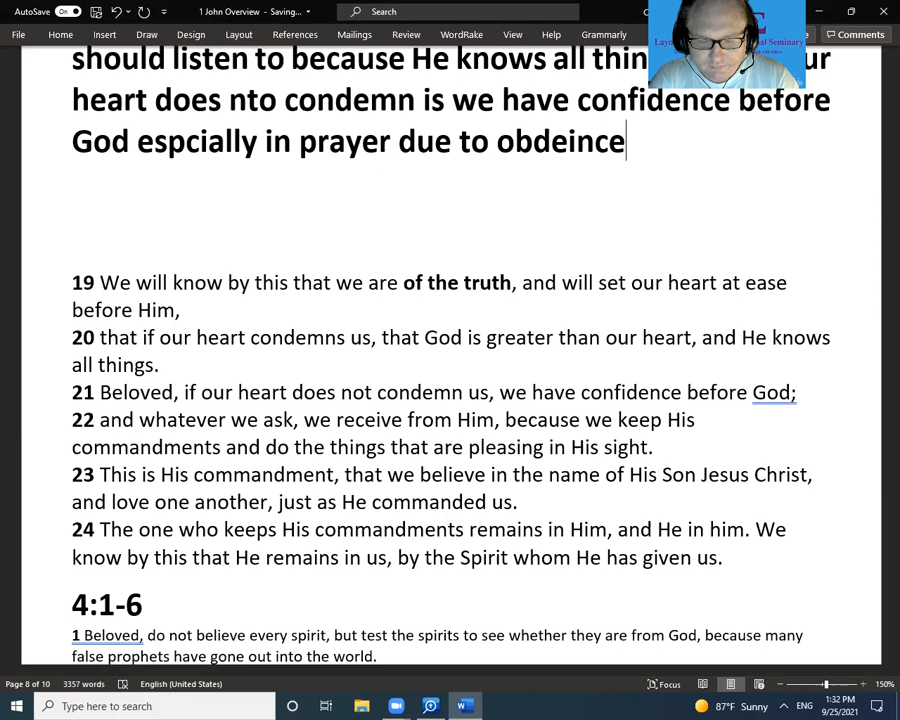 AutoSave On 1 John Overview - Saving... Search
File Home Insert Draw Design Layout References Mailings Review WordRake View Help Grammarly Comments
should listen to because He knows all
heart does nto condemn is we have confidence before
God espcially in prayer due to obdeince
19 We will know by this that we are of the truth, and will set our heart at ease
before Him,
20 that if our heart condemns us, that God is greater than our heart, and He knows
all things.
21 Beloved, if our heart does not condemn us, we have confidence before God;
22 and whatever we ask, we receive from Him, because we keep His
commandments and do the things that are pleasing in His sight.
23 This is His commandment, that we believe in the name of His Son Jesus Christ,
and love one another, just as He commanded us.
24 The one who keeps His commandments remains in Him, and He in him. We
know by this that He remains in us, by the Spirit whom He has given us.
4:1-6
1 Beloved, do not believe every spirit, but test the spirits to see whether they are from God, because many
false prophets have gone out into the world.
Page 8 of 10 3357 words English (United States) Focus 150%
Type here to search 87°F Sunny ENG 1:32 PM
9/25/2021